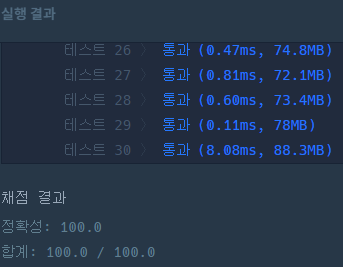 실행 결과
테스트 26 〉 통과 (0.47ms, 74.8MB)
테스트 27 〉 통과 (0.81ms, 72.1MB)
테스트 28 〉 통과 (0.60ms, 73.4MB)
테스트 29 〉 통과 (0.11ms, 78MB)
테스트 30 〉 통과 (8.08ms, 88.3MB)
채점 결과
정확성: 100.0
합계: 100.0 / 100.0